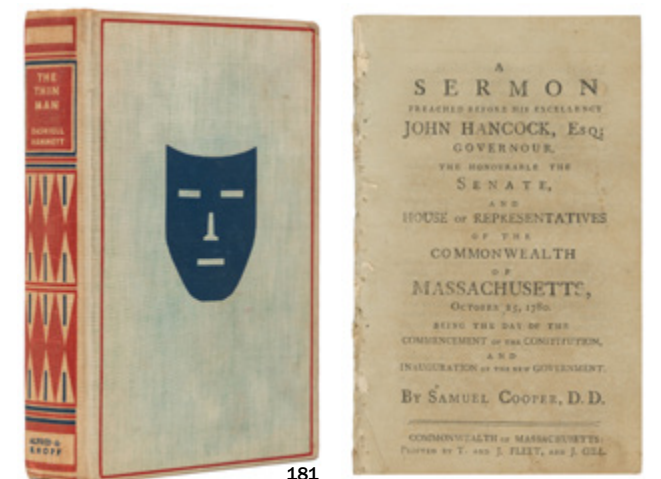 THE
THIN
MAN
DASHIELL
HAMMETT
ALFRED A
KNOPF
181
A
SERMON
PREACHED BEFORE HIS EXCELLENCY
JOHN HANCOCK, Esq;
GOVERNOUR,
THE HONOURABLE THE
SENATE,
AND
HOUSE OF REPRESENTATIVES
OF THE
COMMONWEALTH
OF
MASSACHUSETTS,
OCTOBER 25, 1780.
BEING THE DAY OF THE
COMMENCEMENT OF THE CONSTITUTION,
AND
INAUGURATION OF THE NEW GOVERNMENT.
BY SAMUEL COOPER, D. D.
COMMONWEALTH OF MASSACHUSETTS:
PRINTED BY T. AND J. FLEET, AND J. GILL.